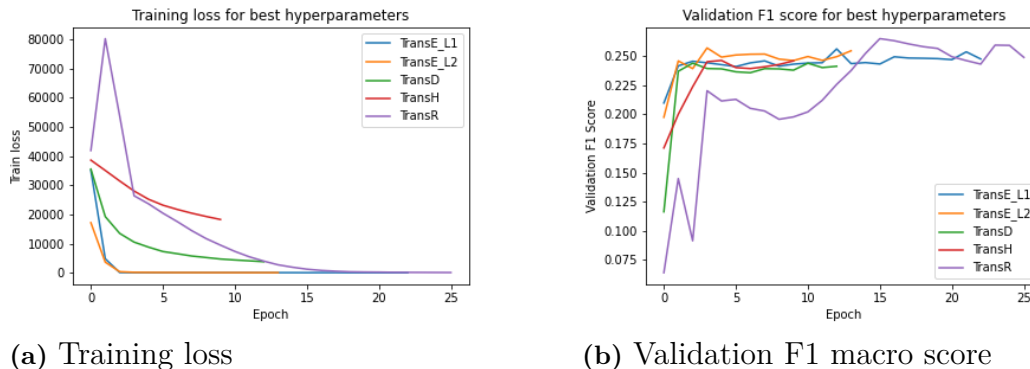 Training loss for best hyperparameters
80000
70000
60000
50000
40000
30000
20000
10000
0
Train loss
0
5
10
15
20
25
Epoch
TransE_L1
TransE_L2
TransD
TransH
TransR
(a) Training loss
Validation F1 score for best hyperparameters
0.250
0.225
0.200
0.175
0.150
0.125
0.100
0.075
Validation F1 Score
0
5
10
15
20
25
Epoch
TransE_L1
TransE_L2
TransD
TransH
TransR
(b) Validation F1 macro score